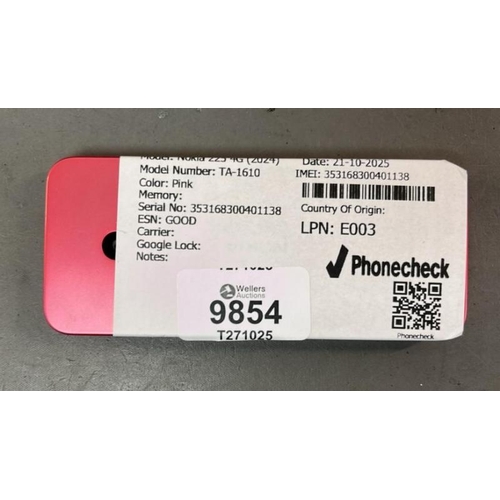 Model: Nokia 225 4G (2024)
Model Number: TA-1610
Color: Pink
Memory:
Serial No: 353168300401138
ESN: GOOD
Carrier:
Google Lock:
Notes:
Date: 21-10-2025
IMEI: 353168300401138
Country Of Origin:
LPN: E003
Phonecheck
Phonecheck
T271025
Wellers
Auctions
9854
T271025